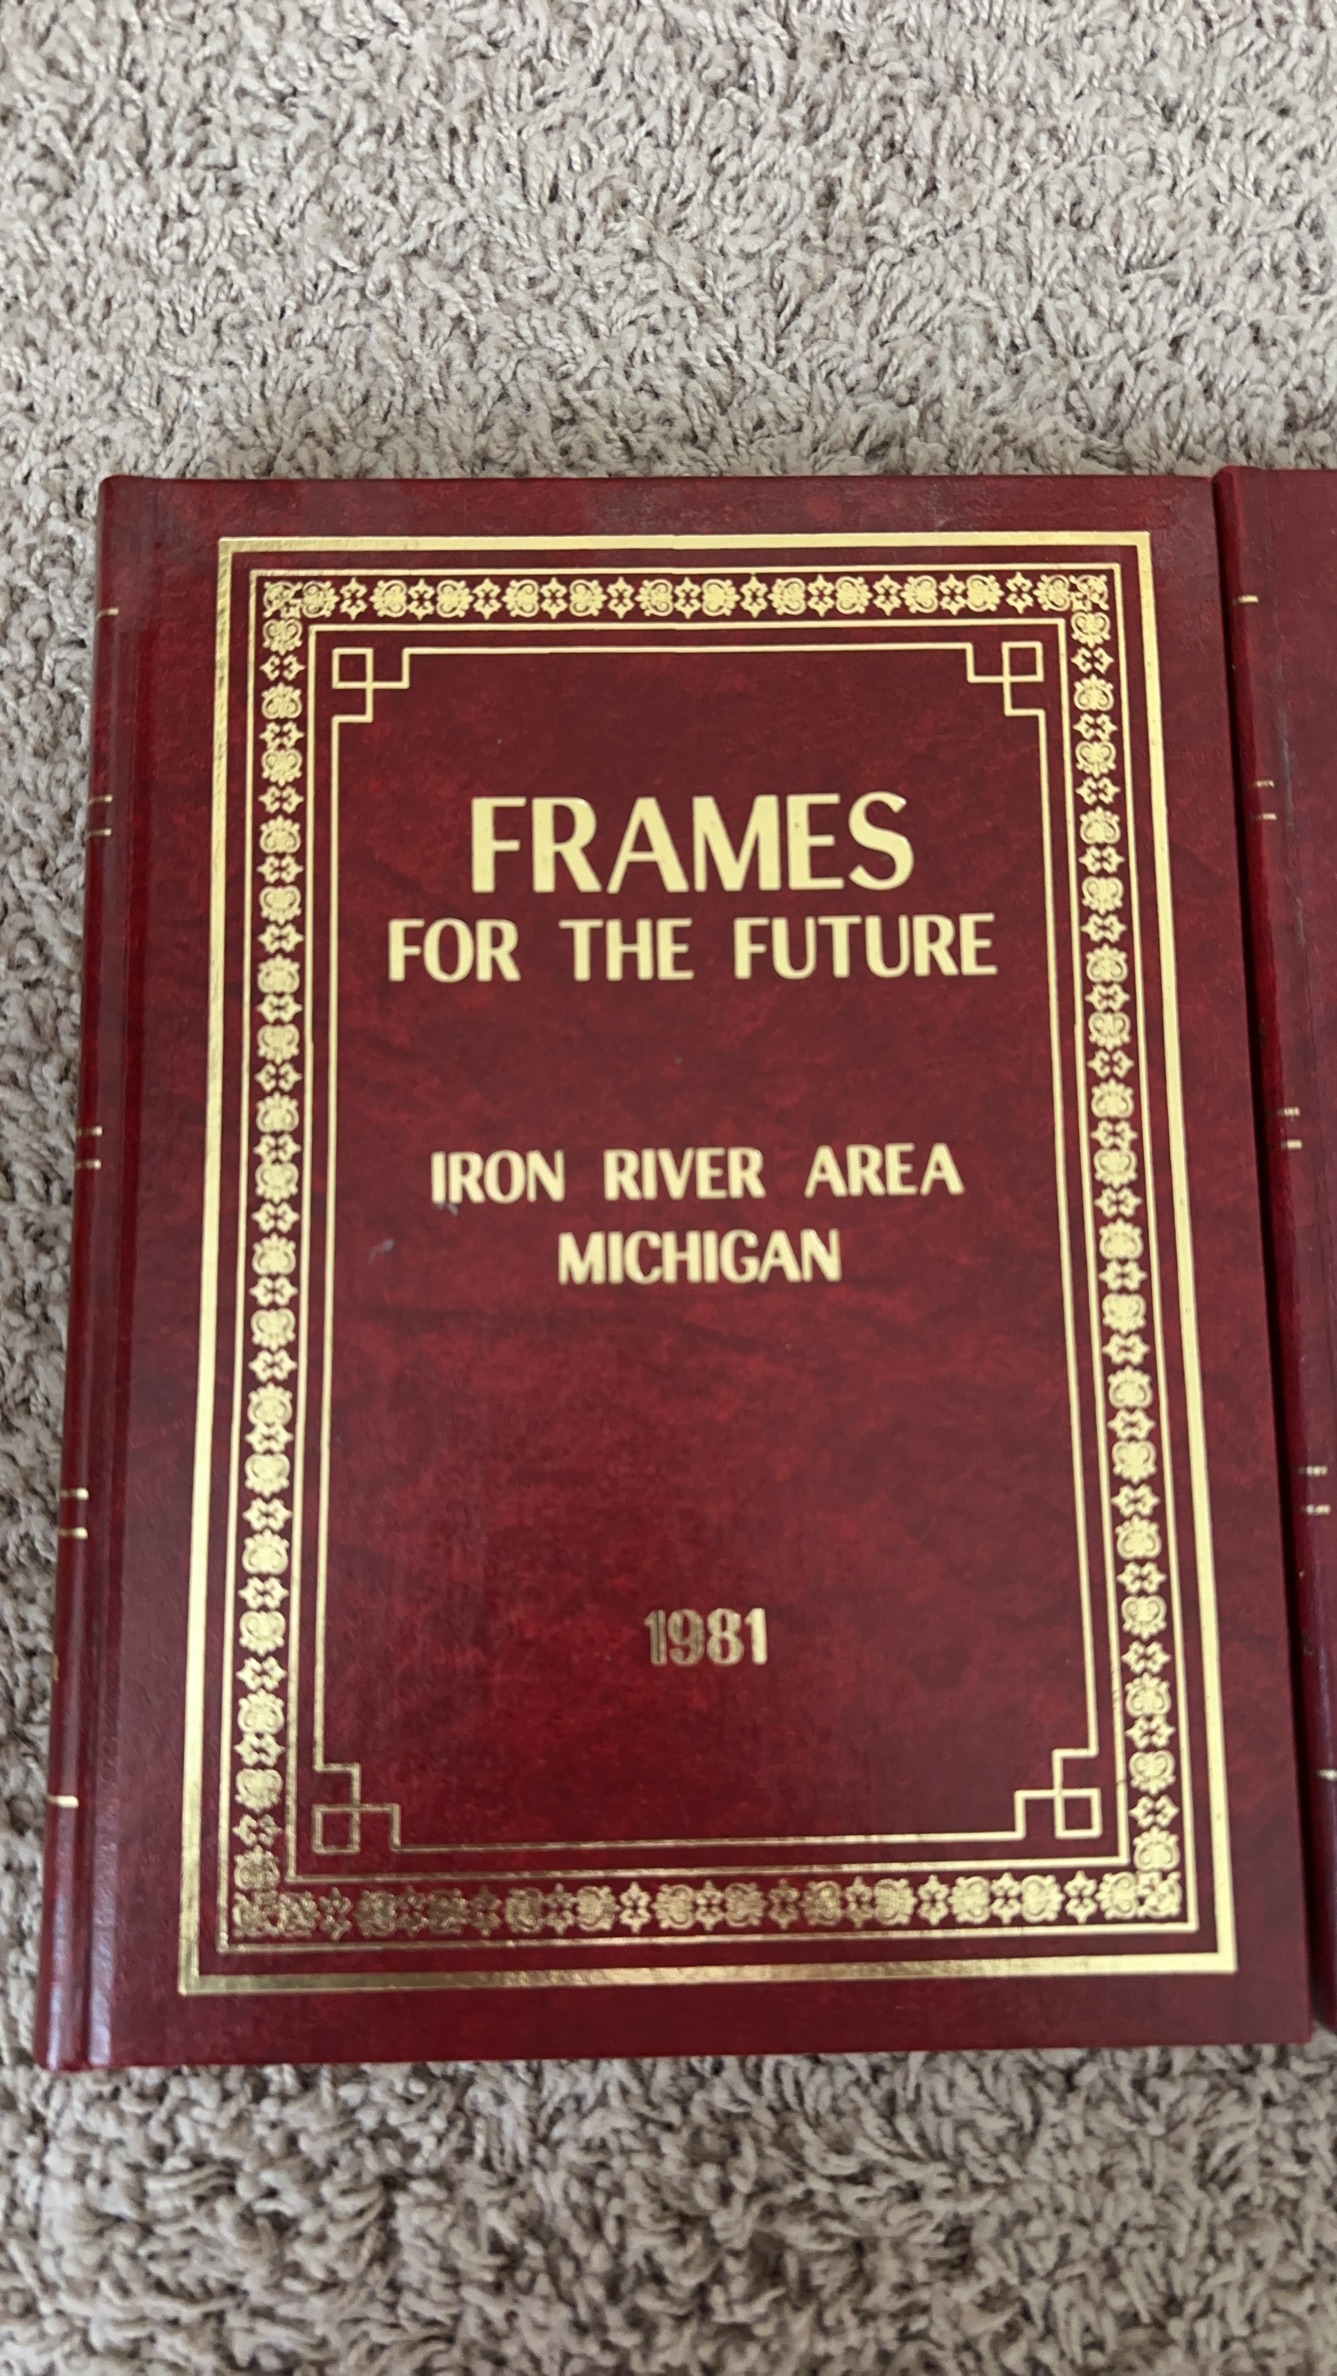 FRAMES
FOR THE FUTURE
IRON RIVER AREA
MICHIGAN
1981